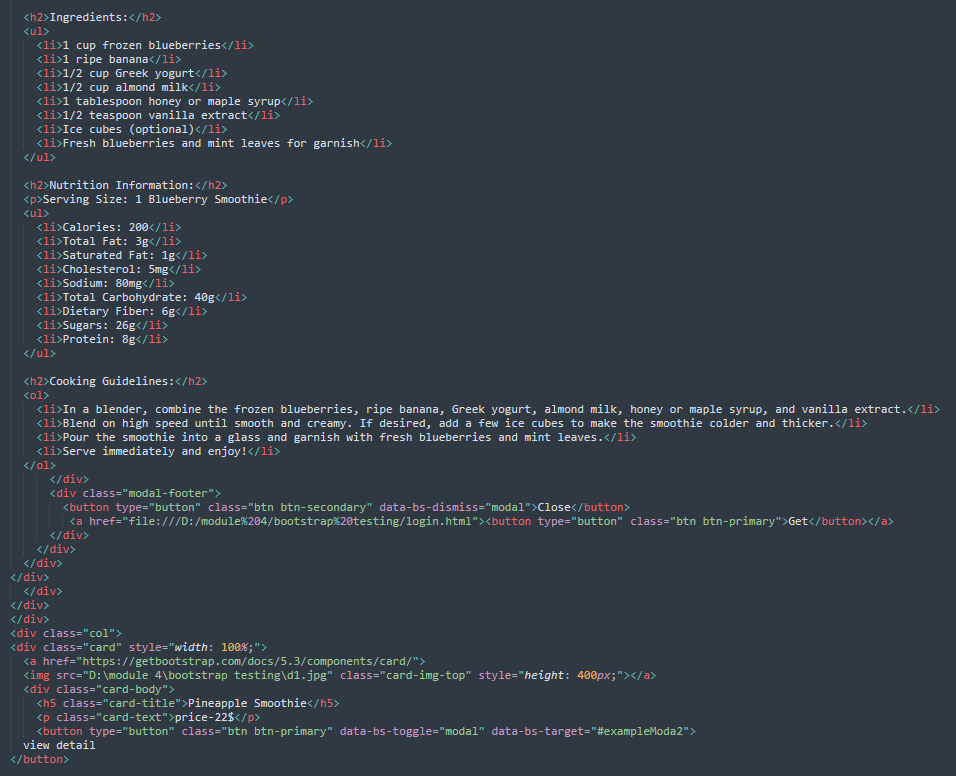 <h2>Ingredients:</h2>
<ul>
<li>1 cup frozen blueberries</li>
<li>1 ripe banana</li>
<li>1/2 cup Greek yogurt</li>
<li>1/2 cup almond milk</li>
<li>1 tablespoon honey or maple syrup</li>
<li>1/2 teaspoon vanilla extract</li>
<li>Ice cubes (optional)</li>
<li>Fresh blueberries and mint leaves for garnish</li>
</ul>
<h2>Nutrition Information:</h2>
<p>Serving Size: 1 Blueberry Smoothie</p>
<ul>
<li>Calories: 200</li>
<li>Total Fat: 3g</li>
<li>Saturated Fat: 1g</li>
<li>Cholesterol: 5mg</li>
<li>Sodium: 80mg</li>
<li>Total Carbohydrate: 40g</li>
<li>Dietary Fiber: 6g</li>
<li>Sugars: 26g</li>
<li>Protein: 8g</li>
</ul>
<h2>Cooking Guidelines:</h2>
<ol>
<li>In a blender, combine the frozen blueberries, ripe banana, Greek yogurt, almond milk, honey or maple syrup, and vanilla extract.</li>
<li>Blend on high speed until smooth and creamy. If desired, add a few ice cubes to make the smoothie colder and thicker.</li>
<li>Pour the smoothie into a glass and garnish with fresh blueberries and mint leaves.</li>
<li>Serve immediately and enjoy!</li>
</ol>
</div>
<div class="modal-footer">
<button type="button" class="btn btn-secondary" data-bs-dismiss="modal">Close</button>
<a href="file:///D:/module%204/bootstrap%20testing/login.html"><button type="button" class="btn btn-primary">Get</button></a>
</div>
</div>
</div>
</div>
</div>
</div>
</div>
<div class="col">
<div class="card" style="width: 100%;">
<a href="https://getbootstrap.com/docs/5.3/components/card/">
<img src="D:\module 4\bootstrap testing\d1.jpg" class="card-img-top" style="height: 400px;"></a>
<div class="card-body">
<h5 class="card-title">Pineapple Smoothie</h5>
<p class="card-text">price-22$</p>
<button type="button" class="btn btn-primary" data-bs-toggle="modal" data-bs-target="#exampleModa2">
view detail
</button>